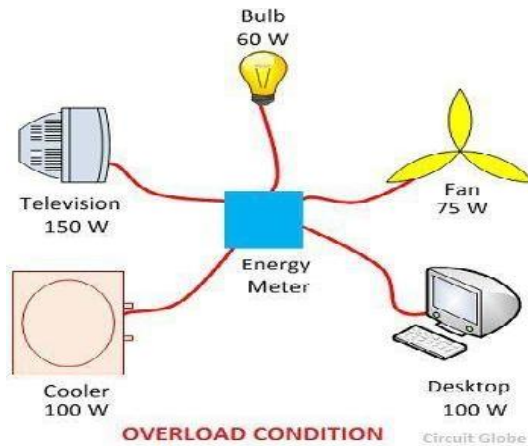 Bulb
60 W
Television
150 W
Fan
75 W
Energy
Meter
Cooler
100 W
Desktop
100 W
OVERLOAD CONDITION
Circuit Globe